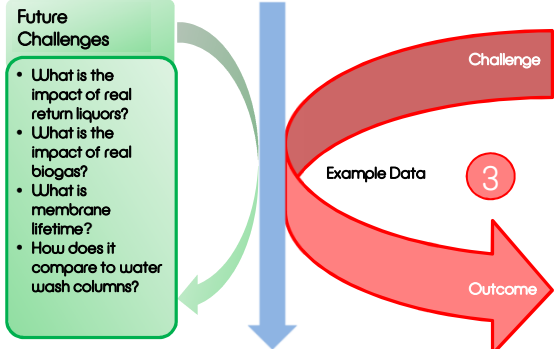 Future
Challenges
• What is the
impact of real
return liquors?
• What is the
impact of real
biogas?
• What is
membrane
lifetime?
• How does it
compare to water
wash columns?
Challenge
Example Data
3
Outcome